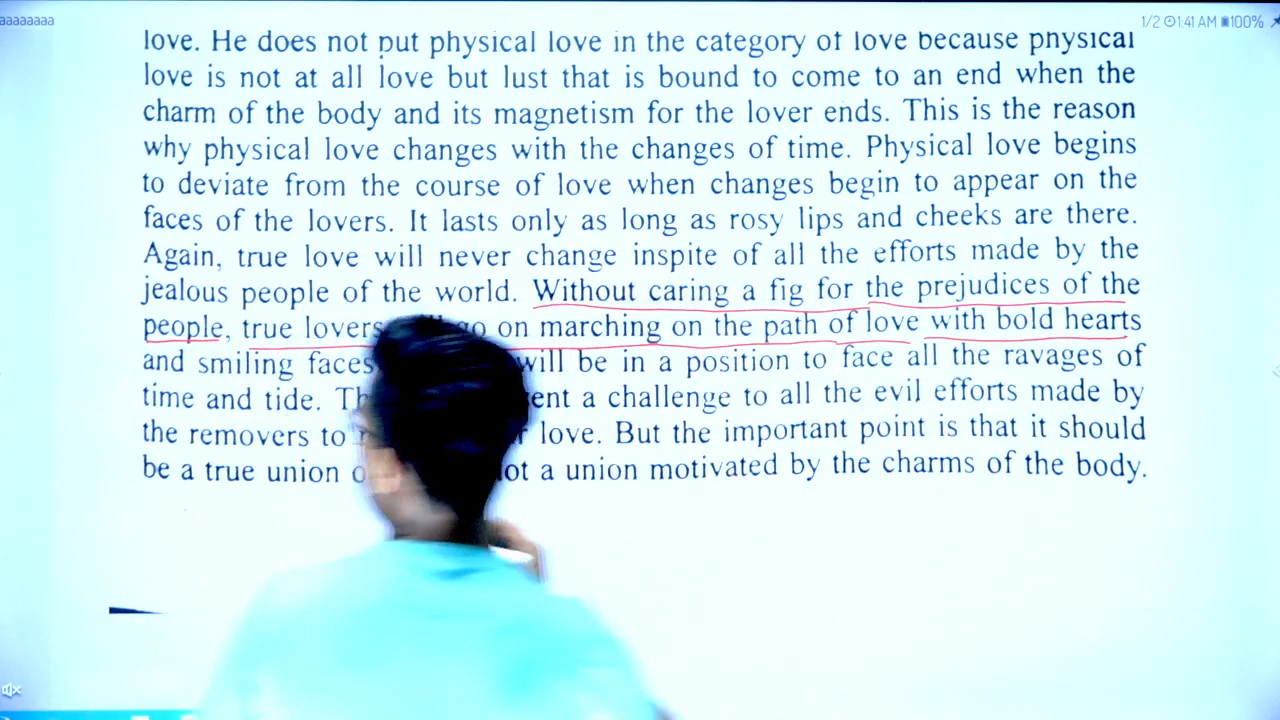 aaaaaaaaa
1/2 1:41 AM 100%
love. He does not put physical love in the category of love because physical
love is not at all love but lust that is bound to come to an end when the
charm of the body and its magnetism for the lover ends. This is the reason
why physical love changes with the changes of time. Physical love begins
to deviate from the course of love when changes begin to appear on the
faces of the lovers. It lasts only as long as rosy lips and cheeks are there.
Again, true love will never change inspite of all the efforts made by the
jealous people of the world. Without caring a fig for the prejudices of the
people, true lovers go on marching on the path of love with bold hearts
and smiling faces will be in a position to face all the ravages of
time and tide. a challenge to all the evil efforts made by
the removers to love. But the important point is that it should
be a true union a union motivated by the charms of the body.